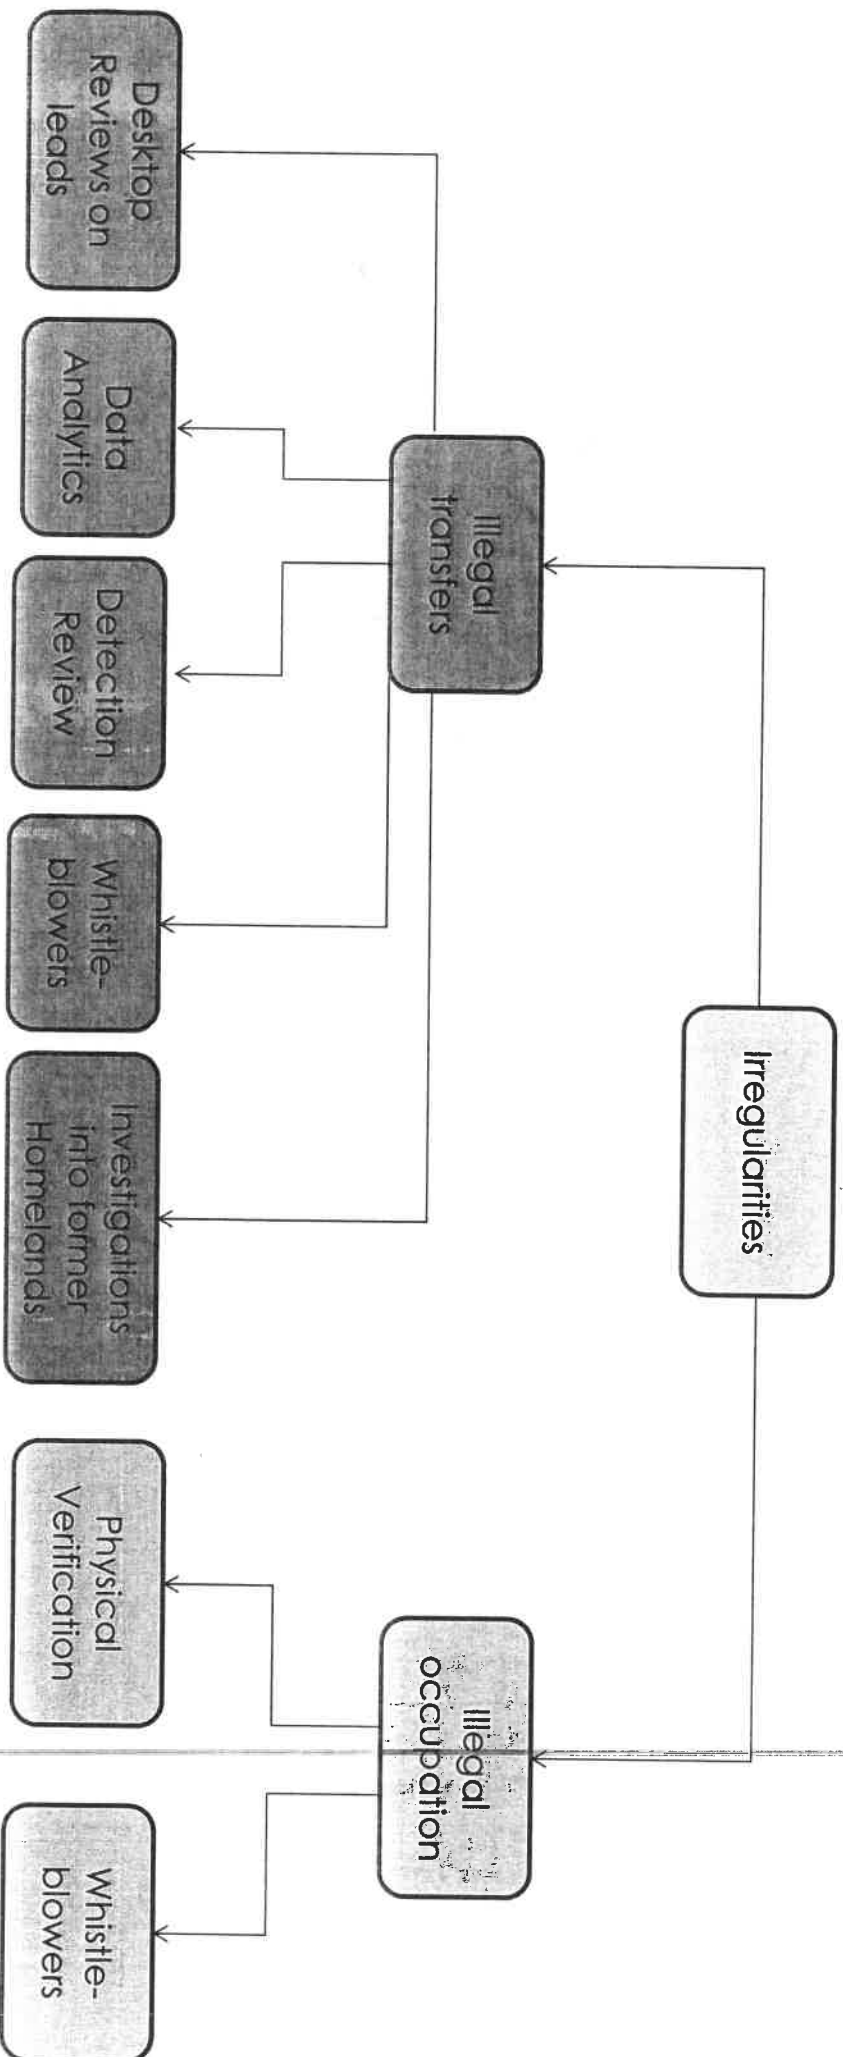 Irregularities
Illegal
transfers
Illegal
occupation
Desktop
Reviews on
leads
Data
Analytics
Detection
Review
Whistle-
blowers
Investigations
into former
Homelands
Physical
Verification
Whistle-
blowers